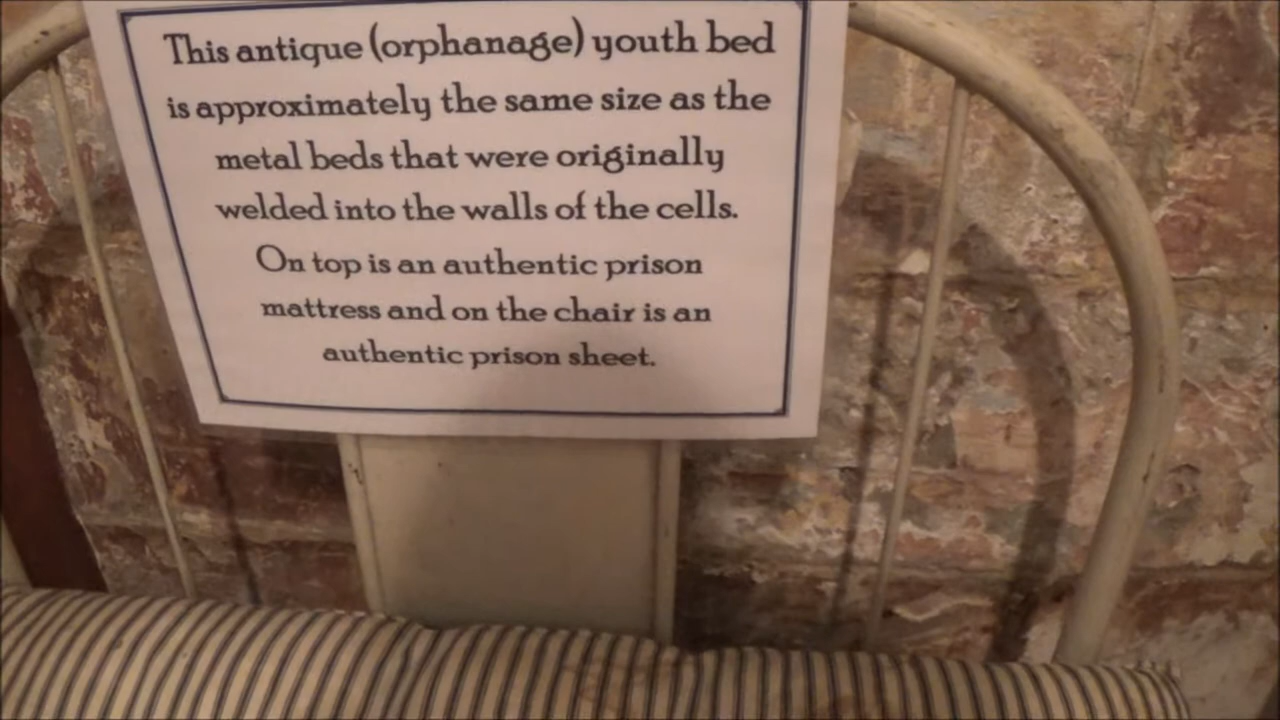 This antique (orphanage) youth bed
is approximately the same size as the
metal beds that were originally
welded into the walls of the cells.
On top is an authentic prison
mattress and on the chair is an
authentic prison sheet.